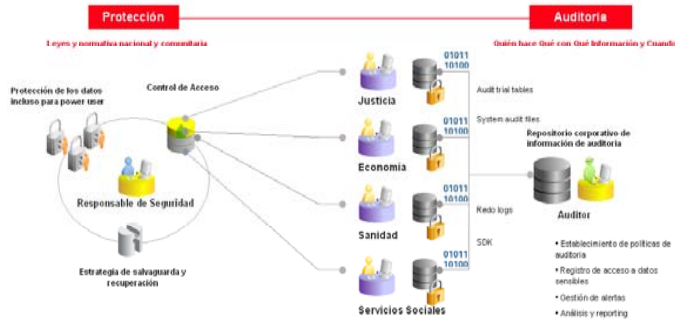 Protección
Auditoria
Leyes y normativa nacional y comunitaria
Quién hace Qué con Qué Información y Cuando
Protección de los datos
incluso para power user
Control de Acceso
Responsable de Seguridad
Estrategia de salvaguarda y
recuperación
01011
10100
Justicia
01011
10100
Economía
01011
10100
Sanidad
01011
10100
Servicios Sociales
Audit trial tables
System audit files
Redo logs
SDK
Repositorio corporativo de
información de auditoria
Auditor
• Establecimiento de políticas de
auditoria
• Registro de acceso a datos
sensibles
• Gestión de alertas
• Análisis y reporting